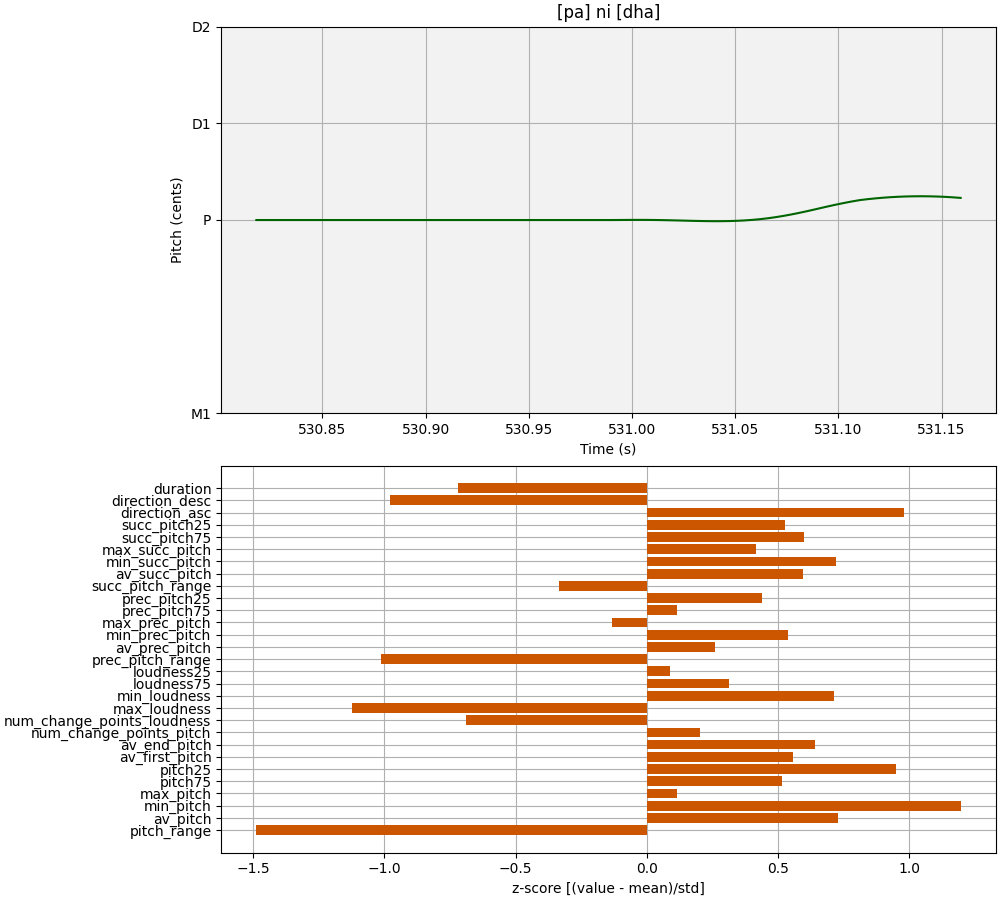 [pa] ni [dha]
D2
D1
P
M1
Pitch (cents)
530.85 530.90 530.95 531.00 531.05 531.10 531.15
Time (s)
duration
direction_desc
direction_asc
succ_pitch25
succ_pitch75
max_succ_pitch
min_succ_pitch
av_succ_pitch
succ_pitch_range
prec_pitch25
prec_pitch75
max_prec_pitch
min_prec_pitch
av_prec_pitch
prec_pitch_range
loudness25
loudness75
min_loudness
max_loudness
num_change_points_loudness
num_change_points_pitch
av_end_pitch
av_first_pitch
pitch25
pitch75
max_pitch
min_pitch
av_pitch
pitch_range
−1.5 −1.0 −0.5 0.0 0.5 1.0
z-score [(value - mean)/std]